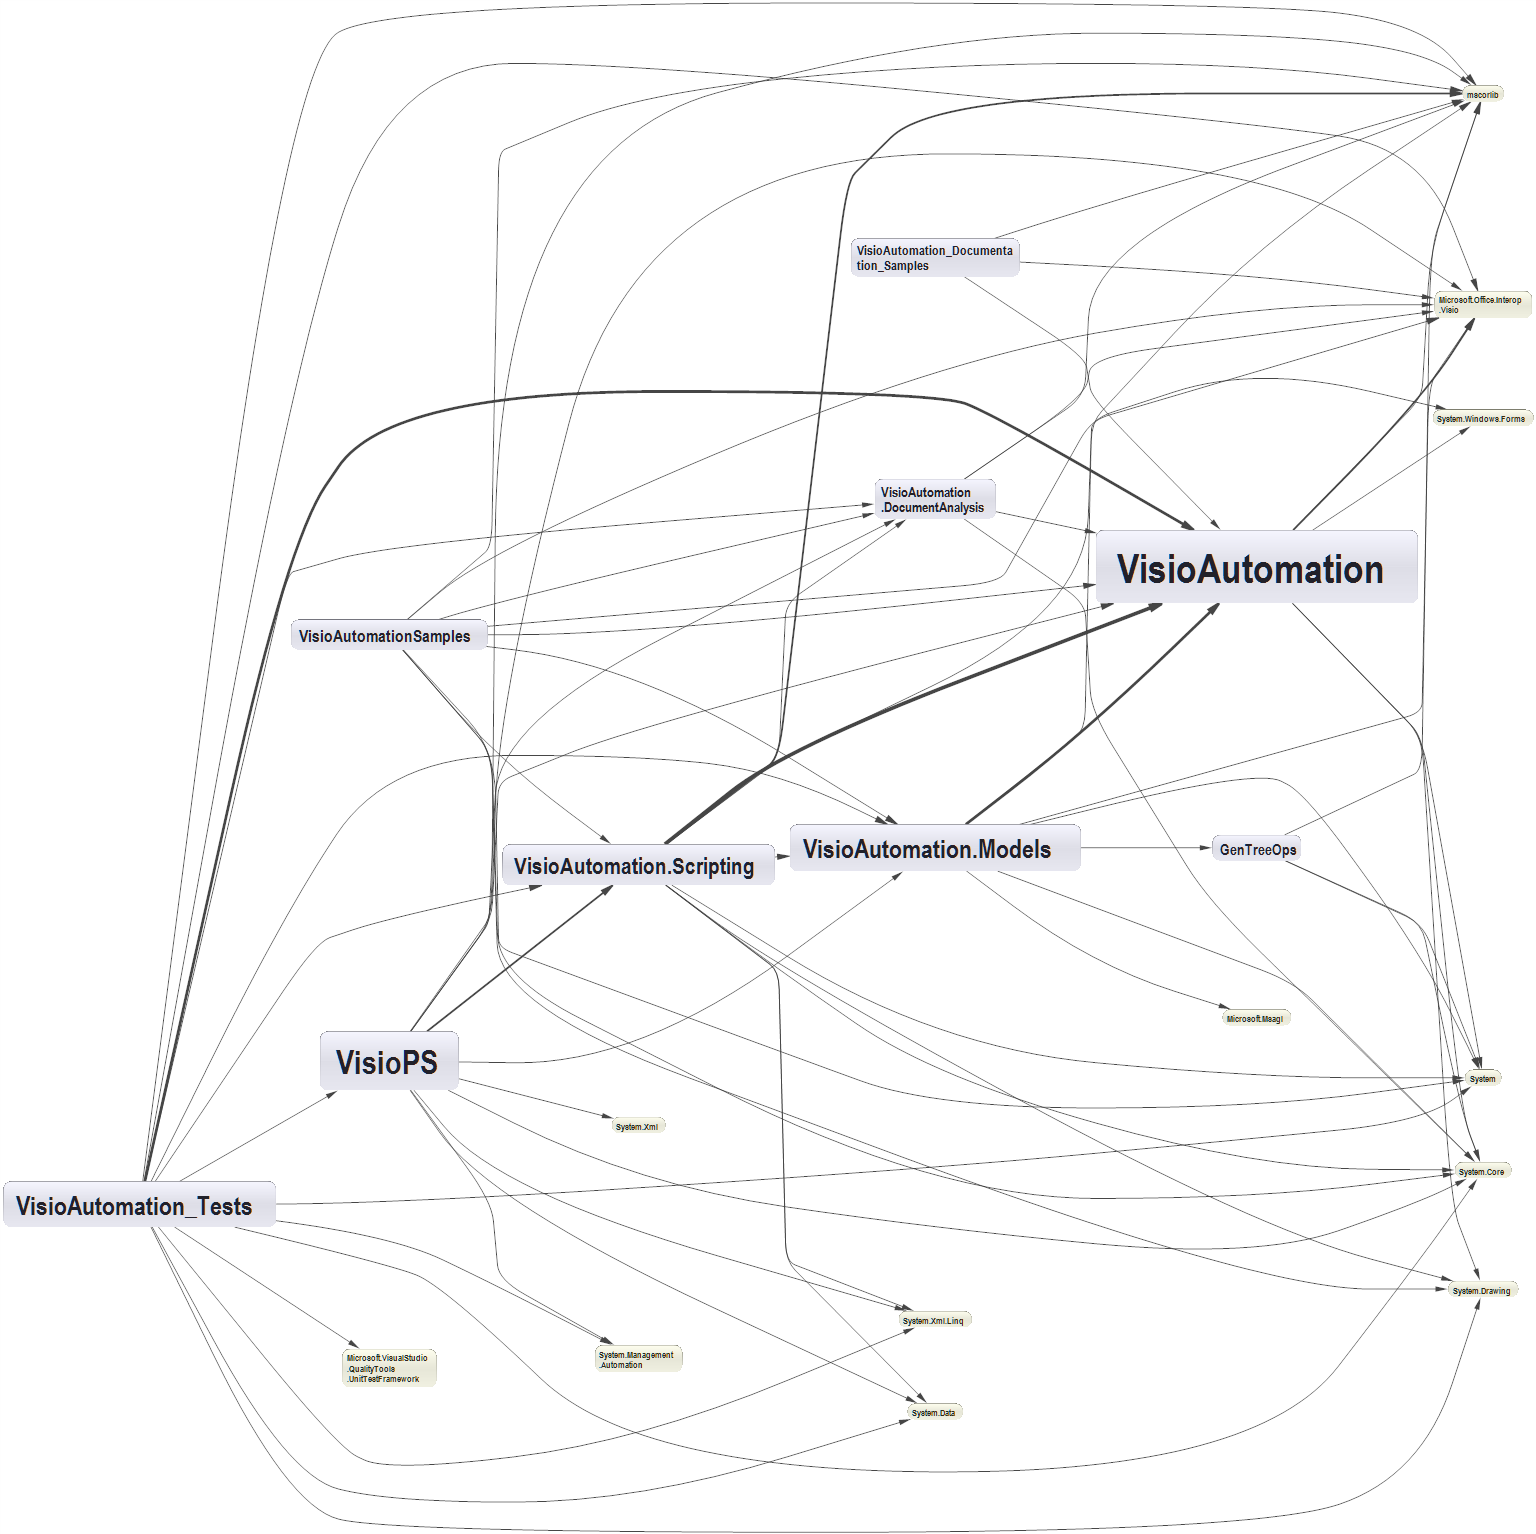 mscorlib
VisioAutomation_Documenta
tion_Samples
Microsoft.Office.Interop
.Visio
System.Windows.Forms
VisioAutomation
.DocumentAnalysis
VisioAutomation
VisioAutomationSamples
VisioAutomation.Scripting
VisioAutomation.Models
GenTreeOps
Microsoft.Msagl
VisioPS
System
System.Xml
System.Core
VisioAutomation_Tests
System.Drawing
System.Xml.Linq
Microsoft.VisualStudio
.QualityTools
.UnitTestFramework
System.Management
.Automation
System.Data